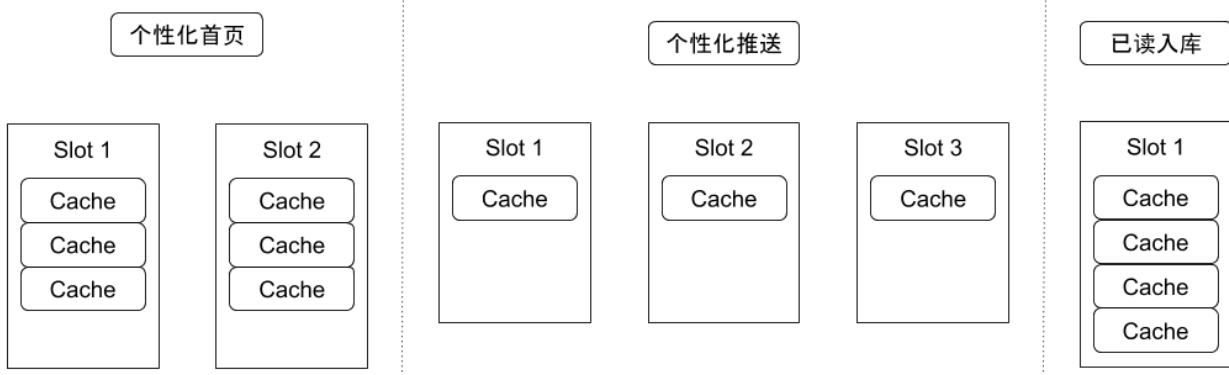 个性化首页
Slot 1
Cache
Cache
Cache
Slot 2
Cache
Cache
Cache
个性化推送
Slot 1
Cache
Slot 2
Cache
Slot 3
Cache
已读入库
Slot 1
Cache
Cache
Cache
Cache